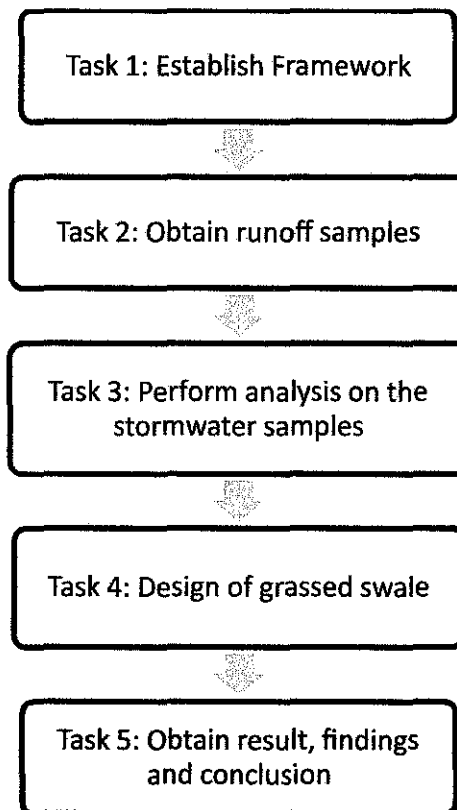 Task 1: Establish Framework
Task 2: Obtain runoff samples
Task 3: Perform analysis on the
stormwater samples
Task 4: Design of grassed swale
Task 5: Obtain result, findings
and conclusion